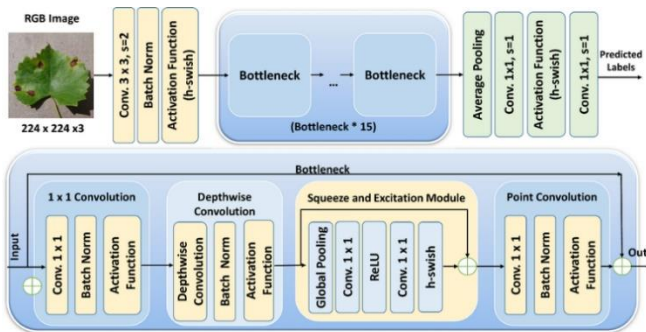 RGB Image
224 x 224 x3
Conv. 3 x 3, s=2
Batch Norm
Activation Function
(h-swish)
Bottleneck
...
Bottleneck
(Bottleneck * 15)
Average Pooling
Conv. 1x1, s=1
Activation Function
(h-swish)
Conv. 1x1, s=1
Predicted
Labels
Bottleneck
Input
1 x 1 Convolution
Conv. 1 x 1
Batch Norm
Activation
Function
Depthwise
Convolution
Depthwise
Convolution
Batch Norm
Activation
Function
Squeeze and Excitation Module
Global Pooling
Conv. 1 x 1
ReLU
Conv. 1 x 1
h-swish
Point Convolution
Conv. 1 x 1
Batch Norm
Activation
Function